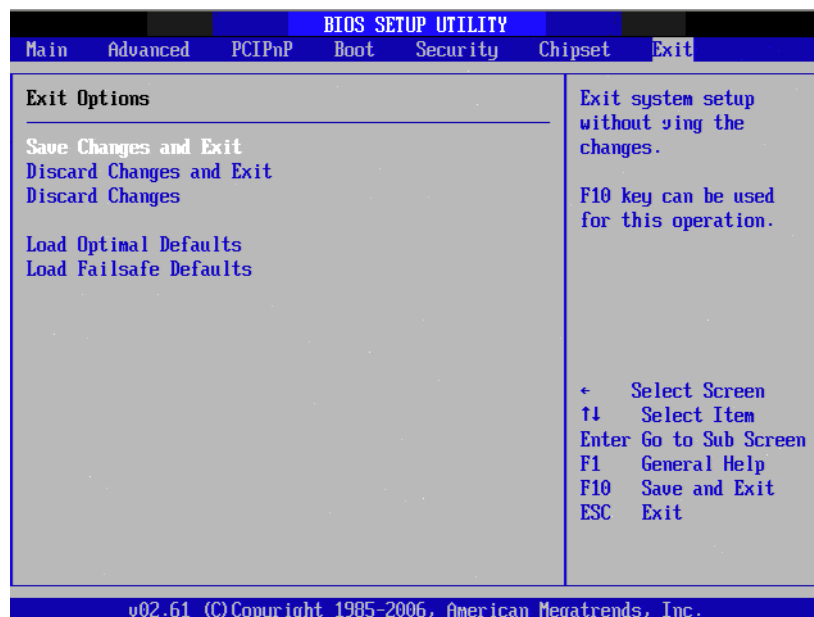 BIOS SETUP UTILITY
Main Advanced PCIPnP Boot Security Chipset Exit
Exit Options
Save Changes and Exit
Discard Changes and Exit
Discard Changes
Load Optimal Defaults
Load Failsafe Defaults
Exit system setup
without the
changes.
F10 key can be used
for this operation.
← Select Screen
↑↓ Select Item
Enter Go to Sub Screen
F1 General Help
F10 Save and Exit
ESC Exit
v02.61 (C)Copyright 1985-2006, American Megatrends, Inc.